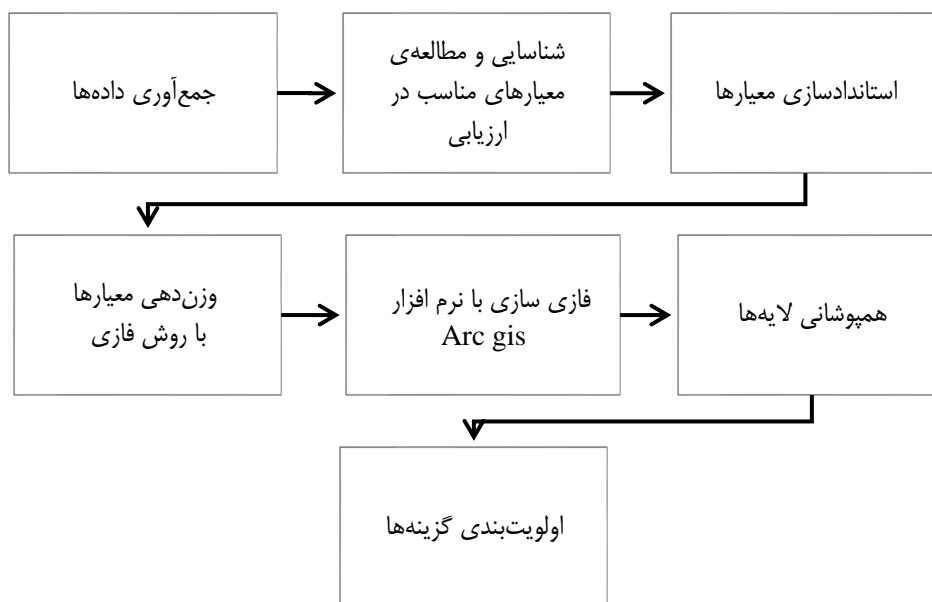 جمع‌آوری داده‌ها
شناسایی و مطالعه‌ی
معیارهای مناسب در
ارزیابی
استاندادسازی معیارها
وزن‌دهی معیارها
با روش فازی
فازی سازی با نرم افزار
Arc gis
همپوشانی لایه‌ها
اولویت‌بندی گزینه‌ها